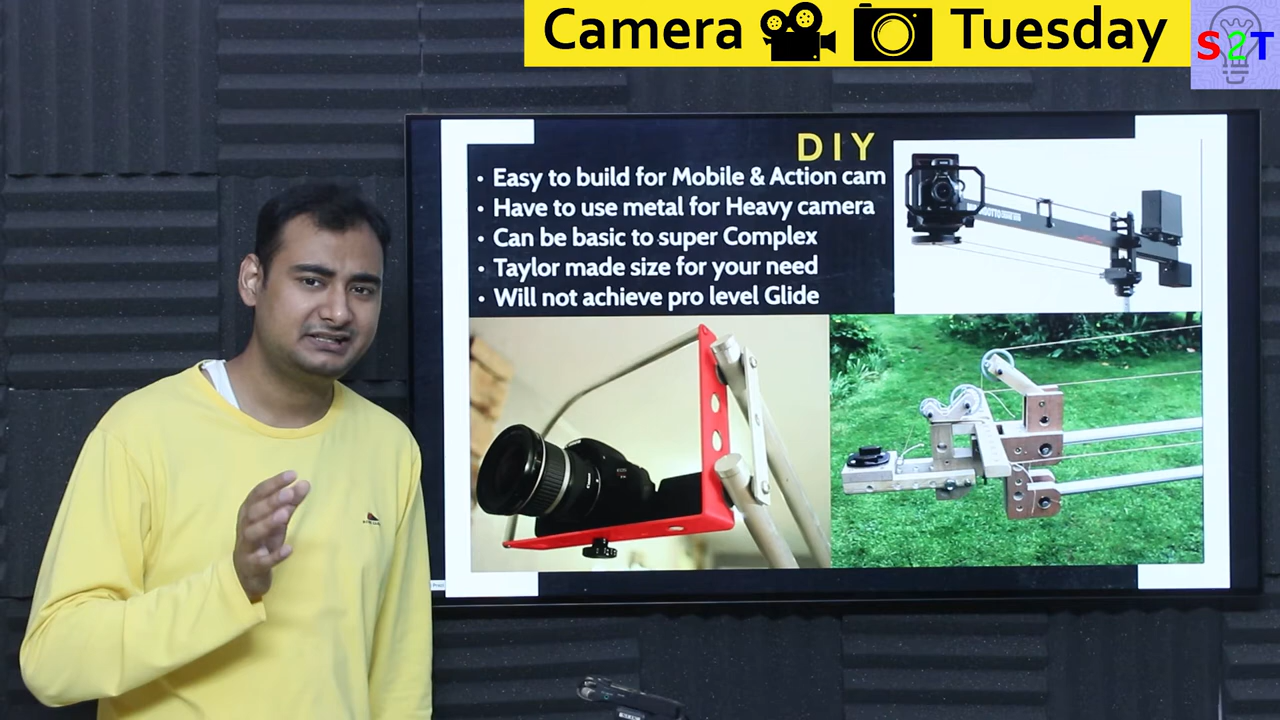 Camera Tuesday
S2T
DIY
• Easy to build for Mobile & Action cam
• Have to use metal for Heavy camera
• Can be basic to super Complex
• Taylor made size for your need
• Will not achieve pro level Glide